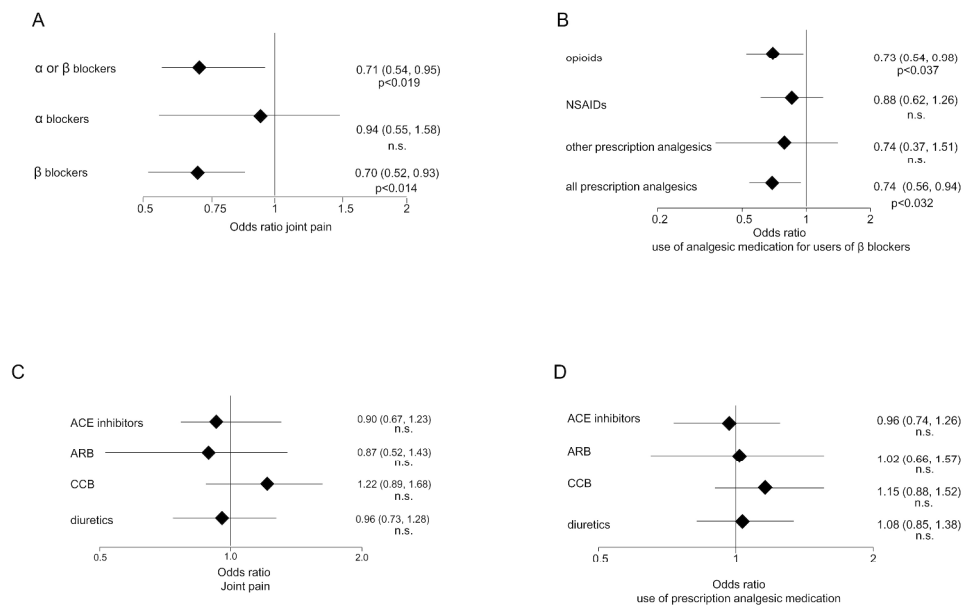 A
α or β blockers
0.71 (0.54, 0.95)
p<0.019
α blockers
0.94 (0.55, 1.58)
n.s.
β blockers
0.70 (0.52, 0.93)
p<0.014
0.5 0.75 1 1.5 2
Odds ratio joint pain
B
opioids
0.73 (0.54, 0.98)
p<0.037
NSAIDs
0.88 (0.62, 1.26)
n.s.
other prescription analgesics
0.74 (0.37, 1.51)
n.s.
all prescription analgesics
0.74 (0.56, 0.94)
p<0.032
0.2 0.5 1 2
Odds ratio
use of analgesic medication for users of β blockers
C
ACE inhibitors
0.90 (0.67, 1.23)
n.s.
ARB
0.87 (0.52, 1.43)
n.s.
CCB
1.22 (0.89, 1.68)
n.s.
diuretics
0.96 (0.73, 1.28)
n.s.
0.5 1.0 2.0
Odds ratio
Joint pain
D
ACE inhibitors
0.96 (0.74, 1.26)
n.s.
ARB
1.02 (0.66, 1.57)
n.s.
CCB
1.15 (0.88, 1.52)
n.s.
diuretics
1.08 (0.85, 1.38)
n.s.
0.5 1 2
Odds ratio
use of prescription analgesic medication